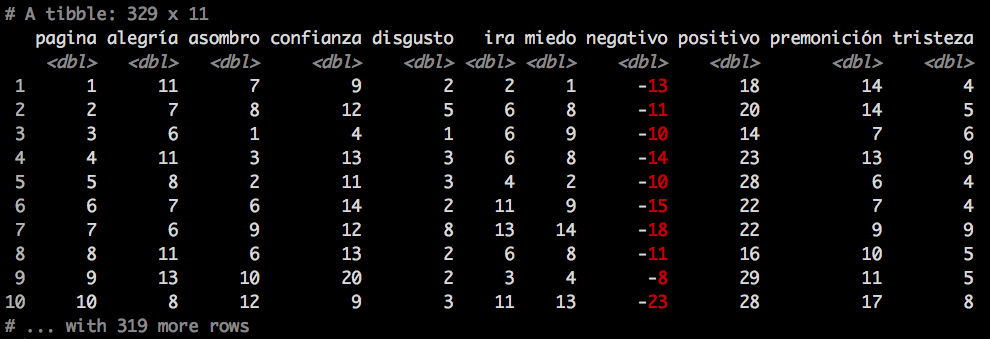 # A tibble: 329 x 11
pagina alegría asombro confianza disgusto ira miedo negativo positivo premonición tristeza
<dbl> <dbl> <dbl> <dbl> <dbl> <dbl> <dbl> <dbl> <dbl> <dbl> <dbl>
1 1 11 7 9 2 2 1 -13 18 14 4
2 2 7 8 12 5 6 8 -11 20 14 5
3 3 6 1 4 1 6 9 -10 14 7 6
4 4 11 3 13 3 6 8 -14 23 13 9
5 5 8 2 11 3 4 2 -10 28 6 4
6 6 7 6 14 2 11 9 -15 22 7 4
7 7 6 9 12 8 13 14 -18 22 9 9
8 8 11 6 13 2 6 8 -11 16 10 5
9 9 13 10 20 2 3 4 -8 29 11 5
10 10 8 12 9 3 11 13 -23 28 17 8
# ... with 319 more rows